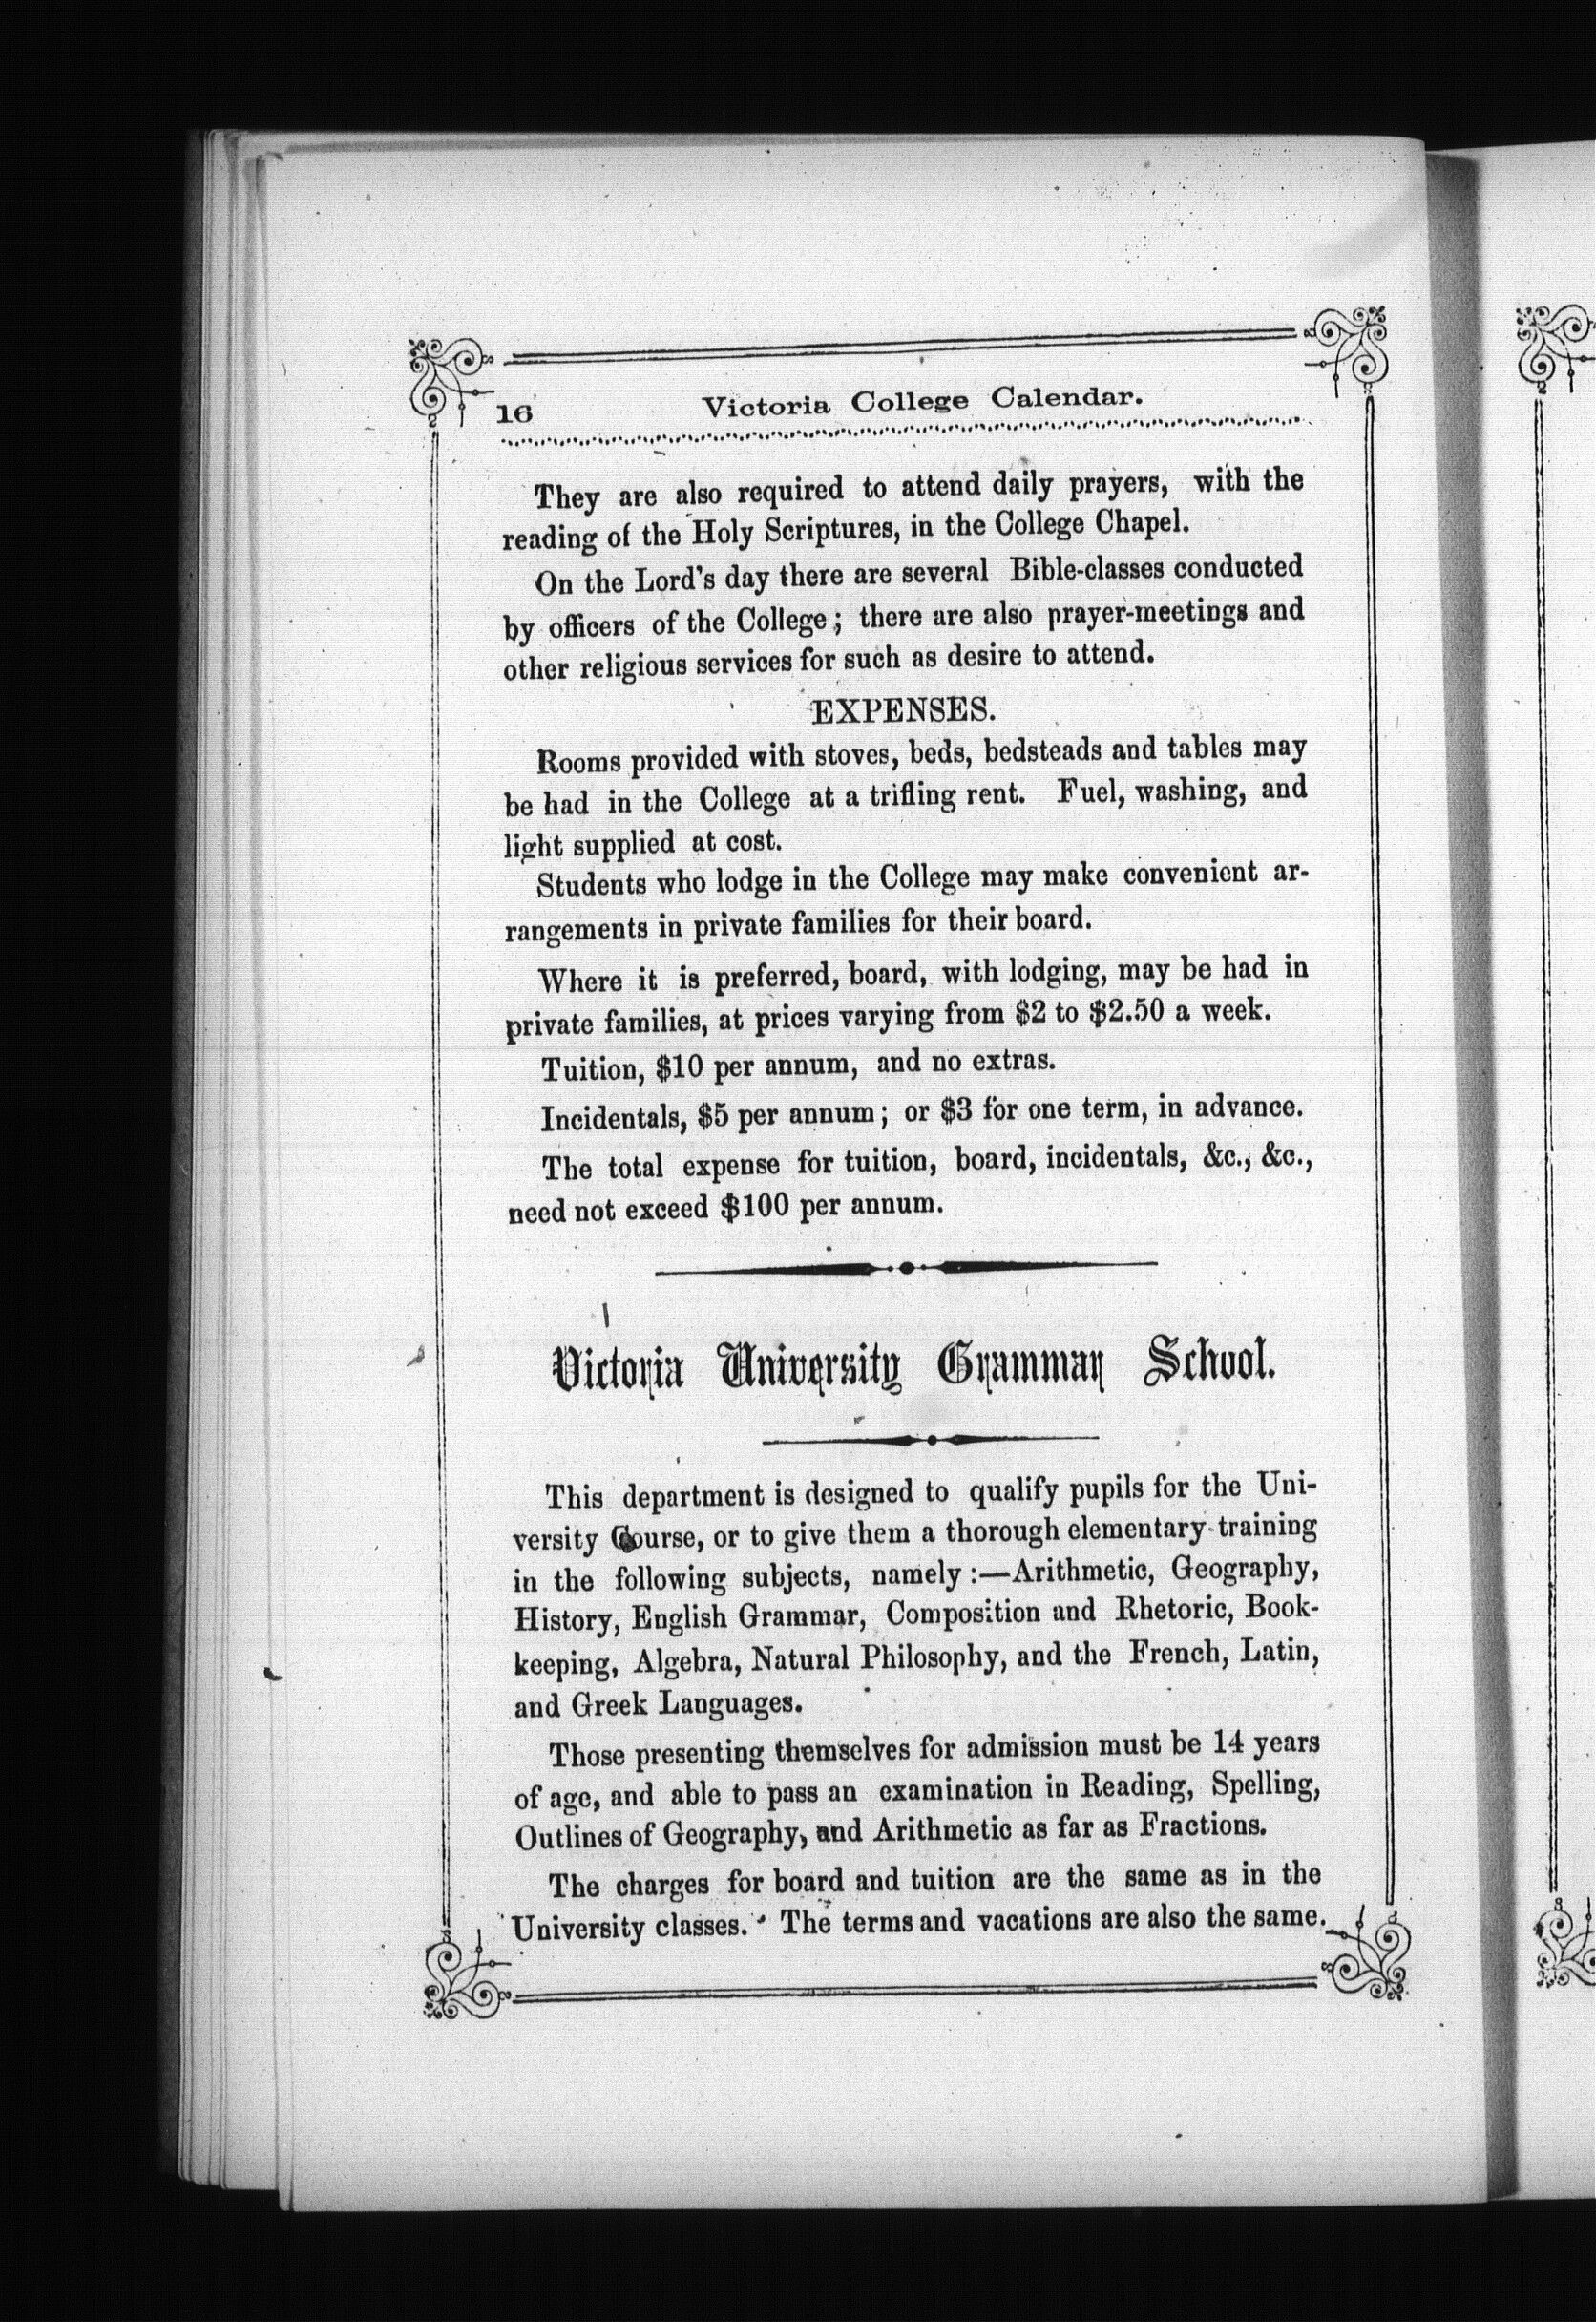 16 Victoria College Calendar.
They are also required to attend daily prayers, with the
reading of the Holy Scriptures, in the College Chapel.
On the Lord's day there are several Bible-classes conducted
by officers of the College; there are also prayer-meetings and
other religious services for such as desire to attend.
EXPENSES.
Rooms provided with stoves, beds, bedsteads and tables may
be had in the College at a trifling rent. Fuel, washing, and
light supplied at cost.
Students who lodge in the College may make convenient ar-
rangements in private families for their board.
Where it is preferred, board, with lodging, may be had in
private families, at prices varying from $2 to $2.50 a week.
Tuition, $10 per annum, and no extras.
Incidentals, $5 per annum; or $3 for one term, in advance.
The total expense for tuition, board, incidentals, &c., &c.,
need not exceed $100 per annum.
Victoria University Grammar School.
This department is designed to qualify pupils for the Uni-
versity Course, or to give them a thorough elementary training
in the following subjects, namely :—Arithmetic, Geography,
History, English Grammar, Composition and Rhetoric, Book-
keeping, Algebra, Natural Philosophy, and the French, Latin,
and Greek Languages.
Those presenting themselves for admission must be 14 years
of age, and able to pass an examination in Reading, Spelling,
Outlines of Geography, and Arithmetic as far as Fractions.
The charges for board and tuition are the same as in the
University classes. The terms and vacations are also the same.